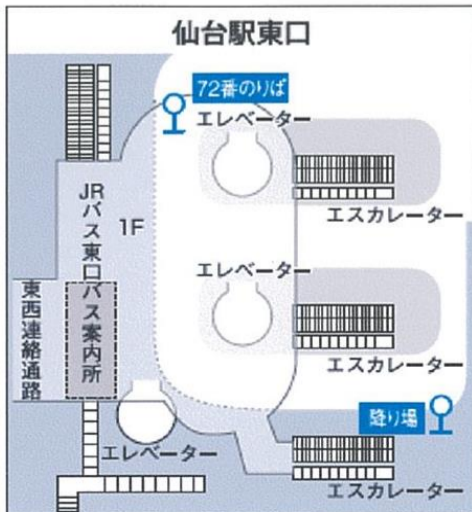 仙台駅東口
72番のりば
エレベーター
エスカレーター
JRバス東口バス案内所
1F
エレベーター
東西連絡通路
エスカレーター
降り場
エレベーター
エスカレーター